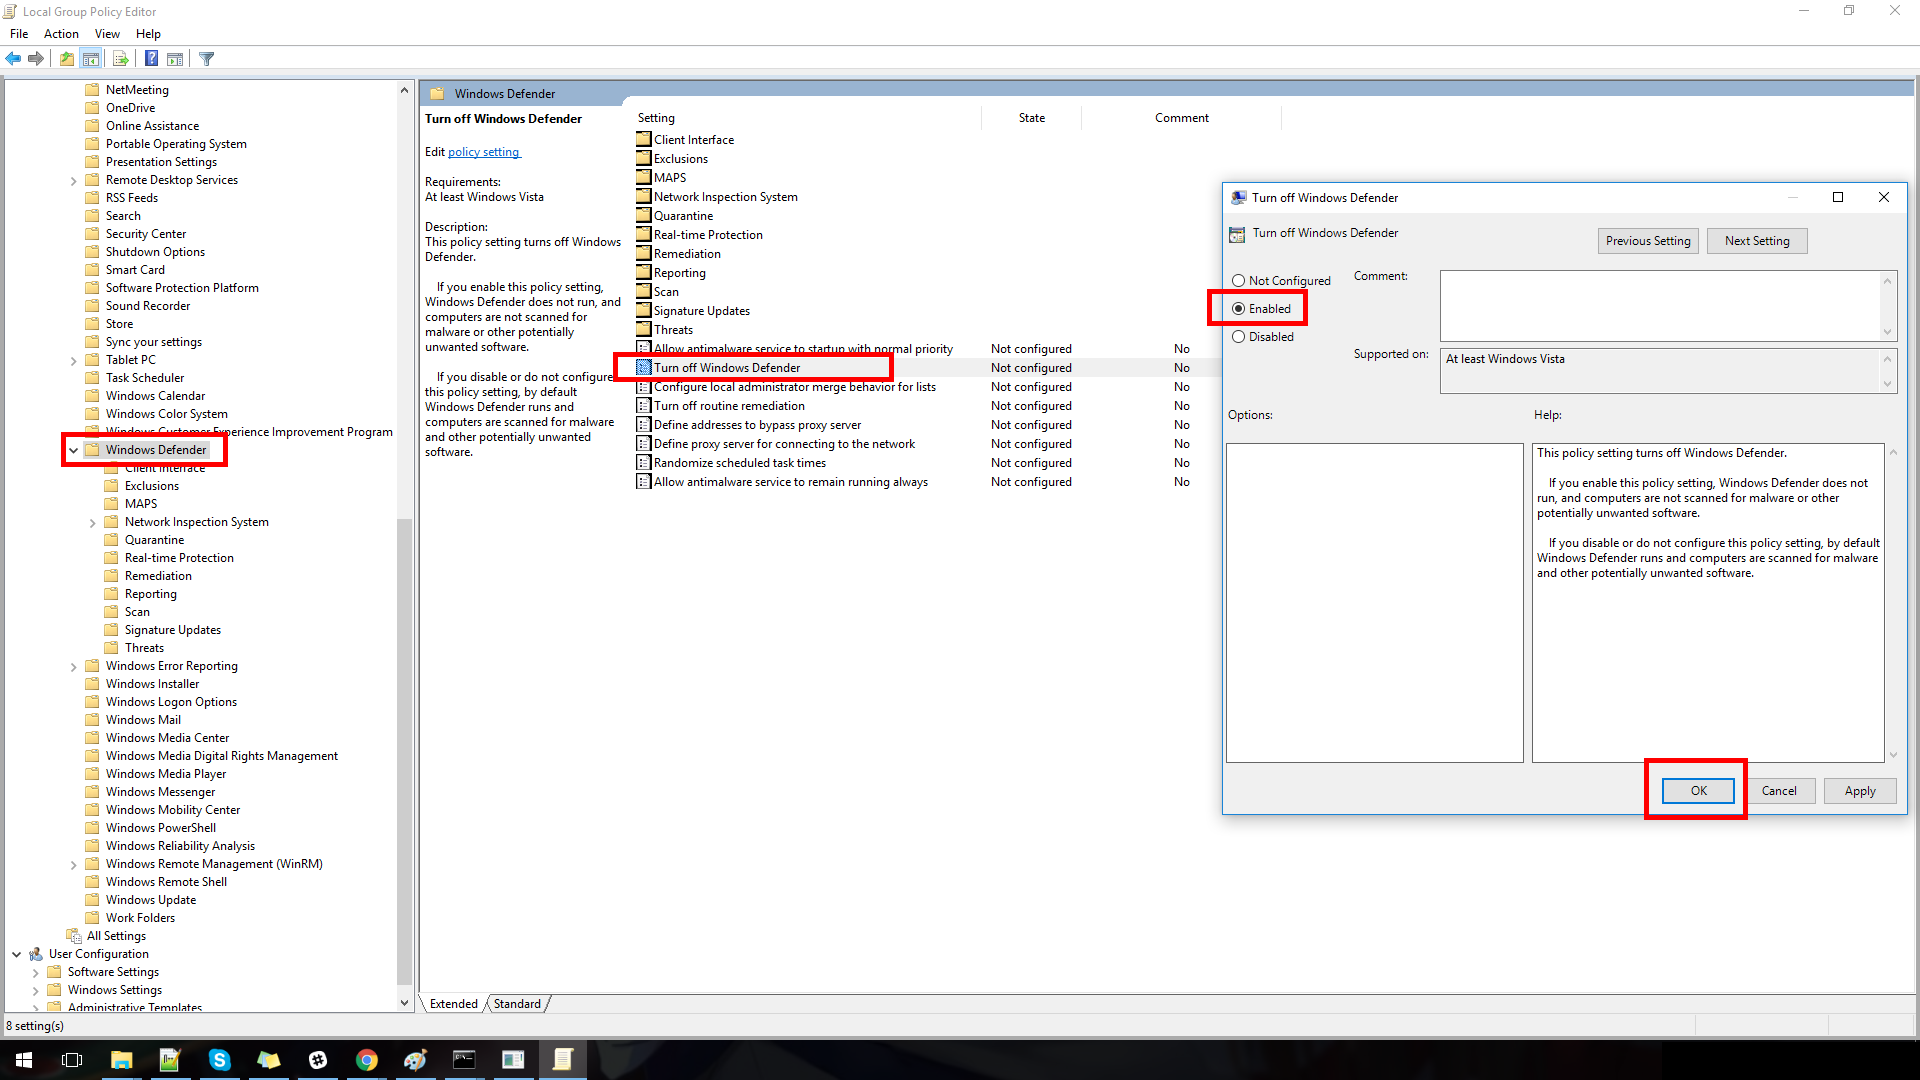 Local Group Policy Editor
File Action View Help
NetMeeting
OneDrive
Online Assistance
Portable Operating System
Presentation Settings
Remote Desktop Services
RSS Feeds
Search
Security Center
Shutdown Options
Smart Card
Software Protection Platform
Sound Recorder
Store
Sync your settings
Tablet PC
Task Scheduler
Windows Calendar
Windows Color System
Windows Customer Experience Improvement Program
Windows Defender
Client Interface
Exclusions
MAPS
Network Inspection System
Quarantine
Real-time Protection
Remediation
Reporting
Scan
Signature Updates
Threats
Windows Error Reporting
Windows Installer
Windows Logon Options
Windows Mail
Windows Media Center
Windows Media Digital Rights Management
Windows Media Player
Windows Messenger
Windows Mobility Center
Windows PowerShell
Windows Reliability Analysis
Windows Remote Management (WinRM)
Windows Remote Shell
Windows Update
Work Folders
All Settings
User Configuration
Software Settings
Windows Settings
Administrative Templates
8 setting(s)
Windows Defender
Turn off Windows Defender
Edit policy setting
Requirements:
At least Windows Vista
Description:
This policy setting turns off Windows
Defender.
If you enable this policy setting,
Windows Defender does not run, and
computers are not scanned for
malware or other potentially
unwanted software.
If you disable or do not configure
this policy setting, by default
Windows Defender runs and
computers are scanned for malware
and other potentially unwanted
software.
Setting State Comment
Client Interface
Exclusions
MAPS
Network Inspection System
Quarantine
Real-time Protection
Remediation
Reporting
Scan
Signature Updates
Threats
Allow antimalware service to startup with normal priority Not configured No
Turn off Windows Defender Not configured No
Configure local administrator merge behavior for lists Not configured No
Turn off routine remediation Not configured No
Define addresses to bypass proxy server Not configured No
Define proxy server for connecting to the network Not configured No
Randomize scheduled task times Not configured No
Allow antimalware service to remain running always Not configured No
Extended Standard
Turn off Windows Defender
Turn off Windows Defender
Previous Setting Next Setting
Not Configured
Enabled
Disabled
Comment:
Supported on:
At least Windows Vista
Options:
Help:
This policy setting turns off Windows Defender.
If you enable this policy setting, Windows Defender does not
run, and computers are not scanned for malware or other
potentially unwanted software.
If you disable or do not configure this policy setting, by default
Windows Defender runs and computers are scanned for malware
and other potentially unwanted software.
OK Cancel Apply